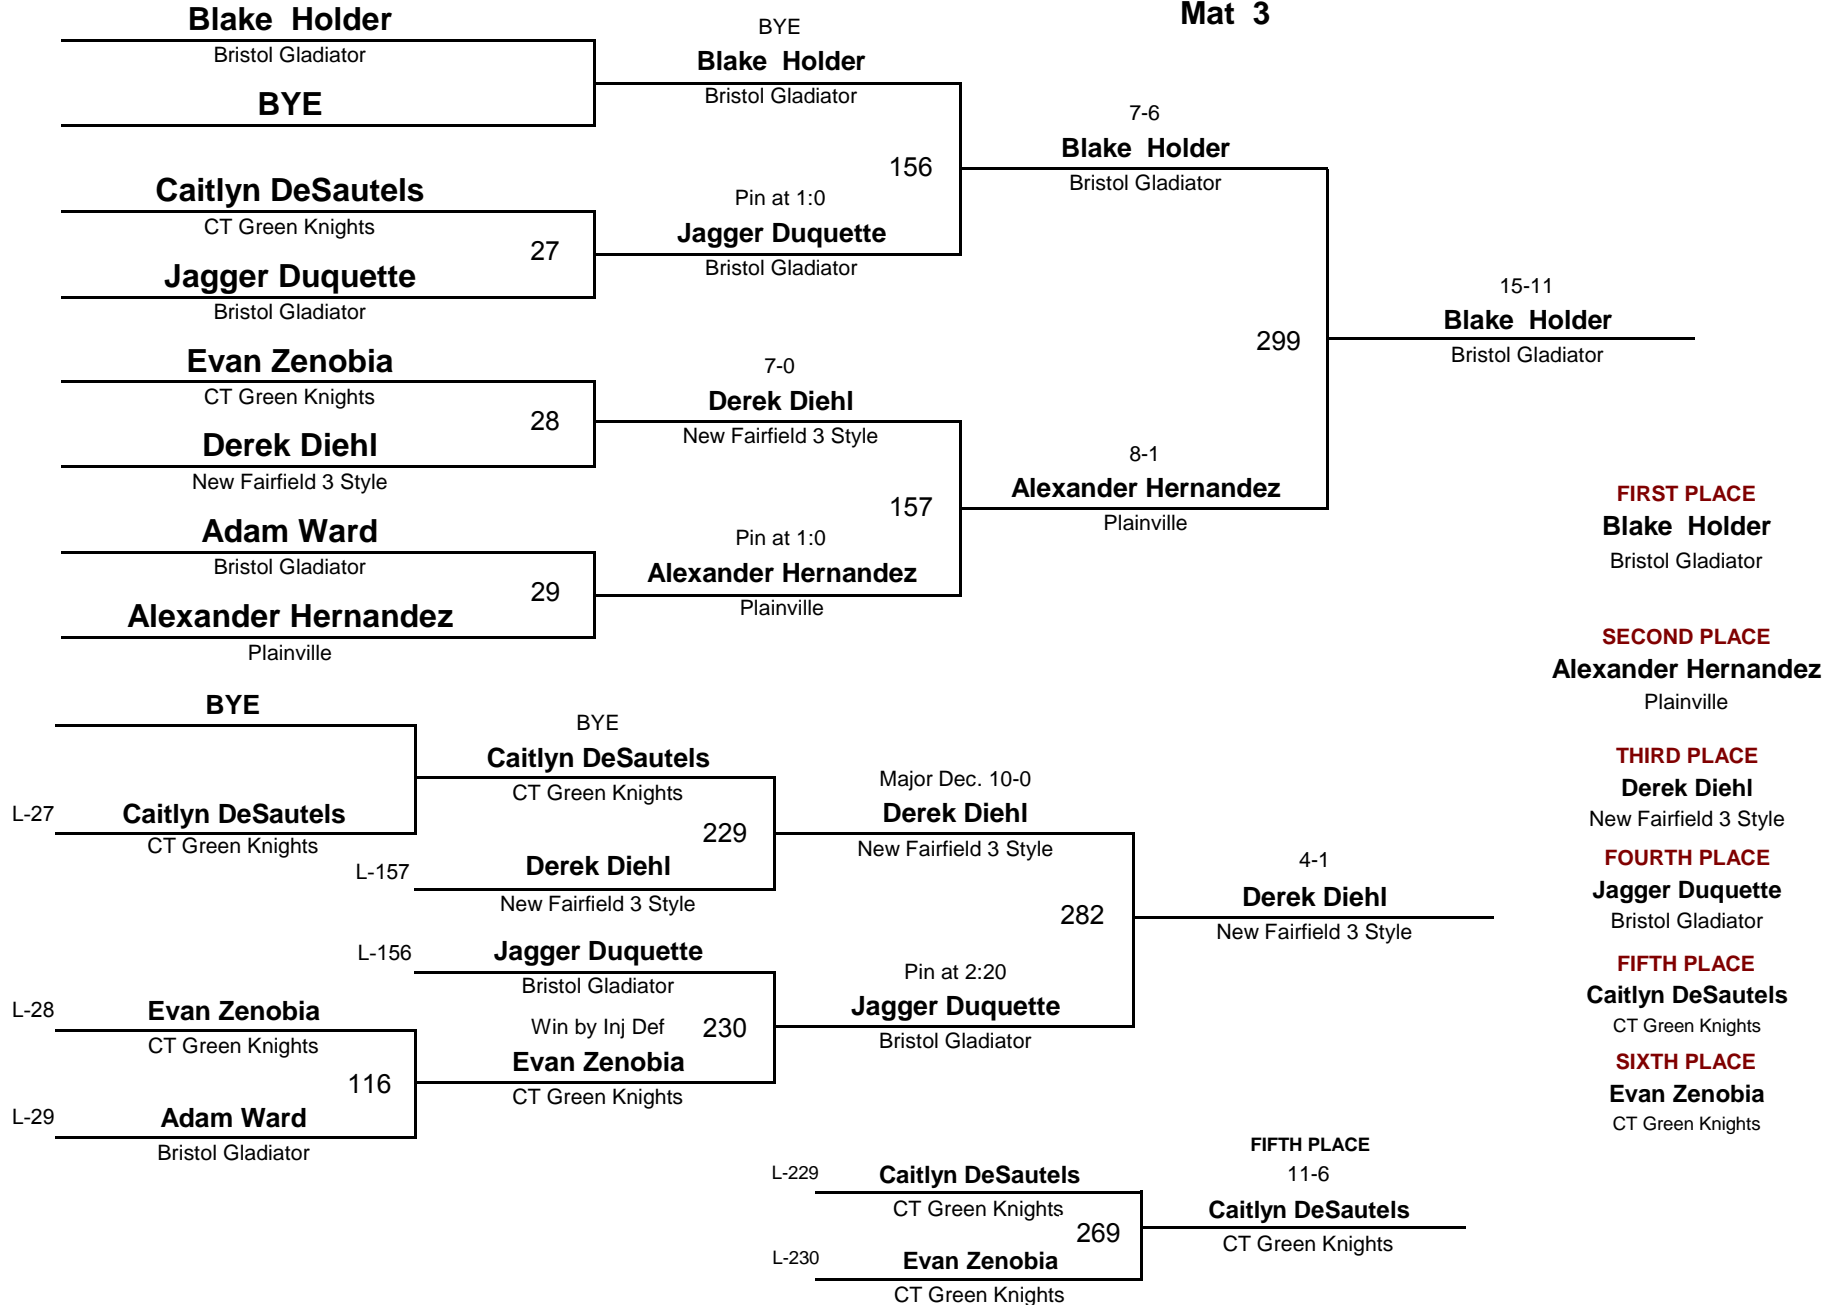 Mat 3
Blake Holder
Bristol Gladiator
BYE
Caitlyn DeSautels
CT Green Knights
27
Jagger Duquette
Bristol Gladiator
Evan Zenobia
CT Green Knights
28
Derek Diehl
New Fairfield 3 Style
Adam Ward
Bristol Gladiator
29
Alexander Hernandez
Plainville
BYE
Blake Holder
Bristol Gladiator
156
Pin at 1:0
Jagger Duquette
Bristol Gladiator
7-0
Derek Diehl
New Fairfield 3 Style
157
Pin at 1:0
Alexander Hernandez
Plainville
7-6
Blake Holder
Bristol Gladiator
299
8-1
Alexander Hernandez
Plainville
15-11
Blake Holder
Bristol Gladiator
BYE
L-27
Caitlyn DeSautels
CT Green Knights
L-28
Evan Zenobia
CT Green Knights
116
L-29
Adam Ward
Bristol Gladiator
BYE
Caitlyn DeSautels
CT Green Knights
229
L-157
Derek Diehl
New Fairfield 3 Style
L-156
Jagger Duquette
Bristol Gladiator
Win by Inj Def
230
Evan Zenobia
CT Green Knights
Major Dec. 10-0
Derek Diehl
New Fairfield 3 Style
282
Pin at 2:20
Jagger Duquette
Bristol Gladiator
4-1
Derek Diehl
New Fairfield 3 Style
L-229
Caitlyn DeSautels
CT Green Knights
269
L-230
Evan Zenobia
CT Green Knights
FIFTH PLACE
11-6
Caitlyn DeSautels
CT Green Knights
FIRST PLACE
Blake Holder
Bristol Gladiator
SECOND PLACE
Alexander Hernandez
Plainville
THIRD PLACE
Derek Diehl
New Fairfield 3 Style
FOURTH PLACE
Jagger Duquette
Bristol Gladiator
FIFTH PLACE
Caitlyn DeSautels
CT Green Knights
SIXTH PLACE
Evan Zenobia
CT Green Knights